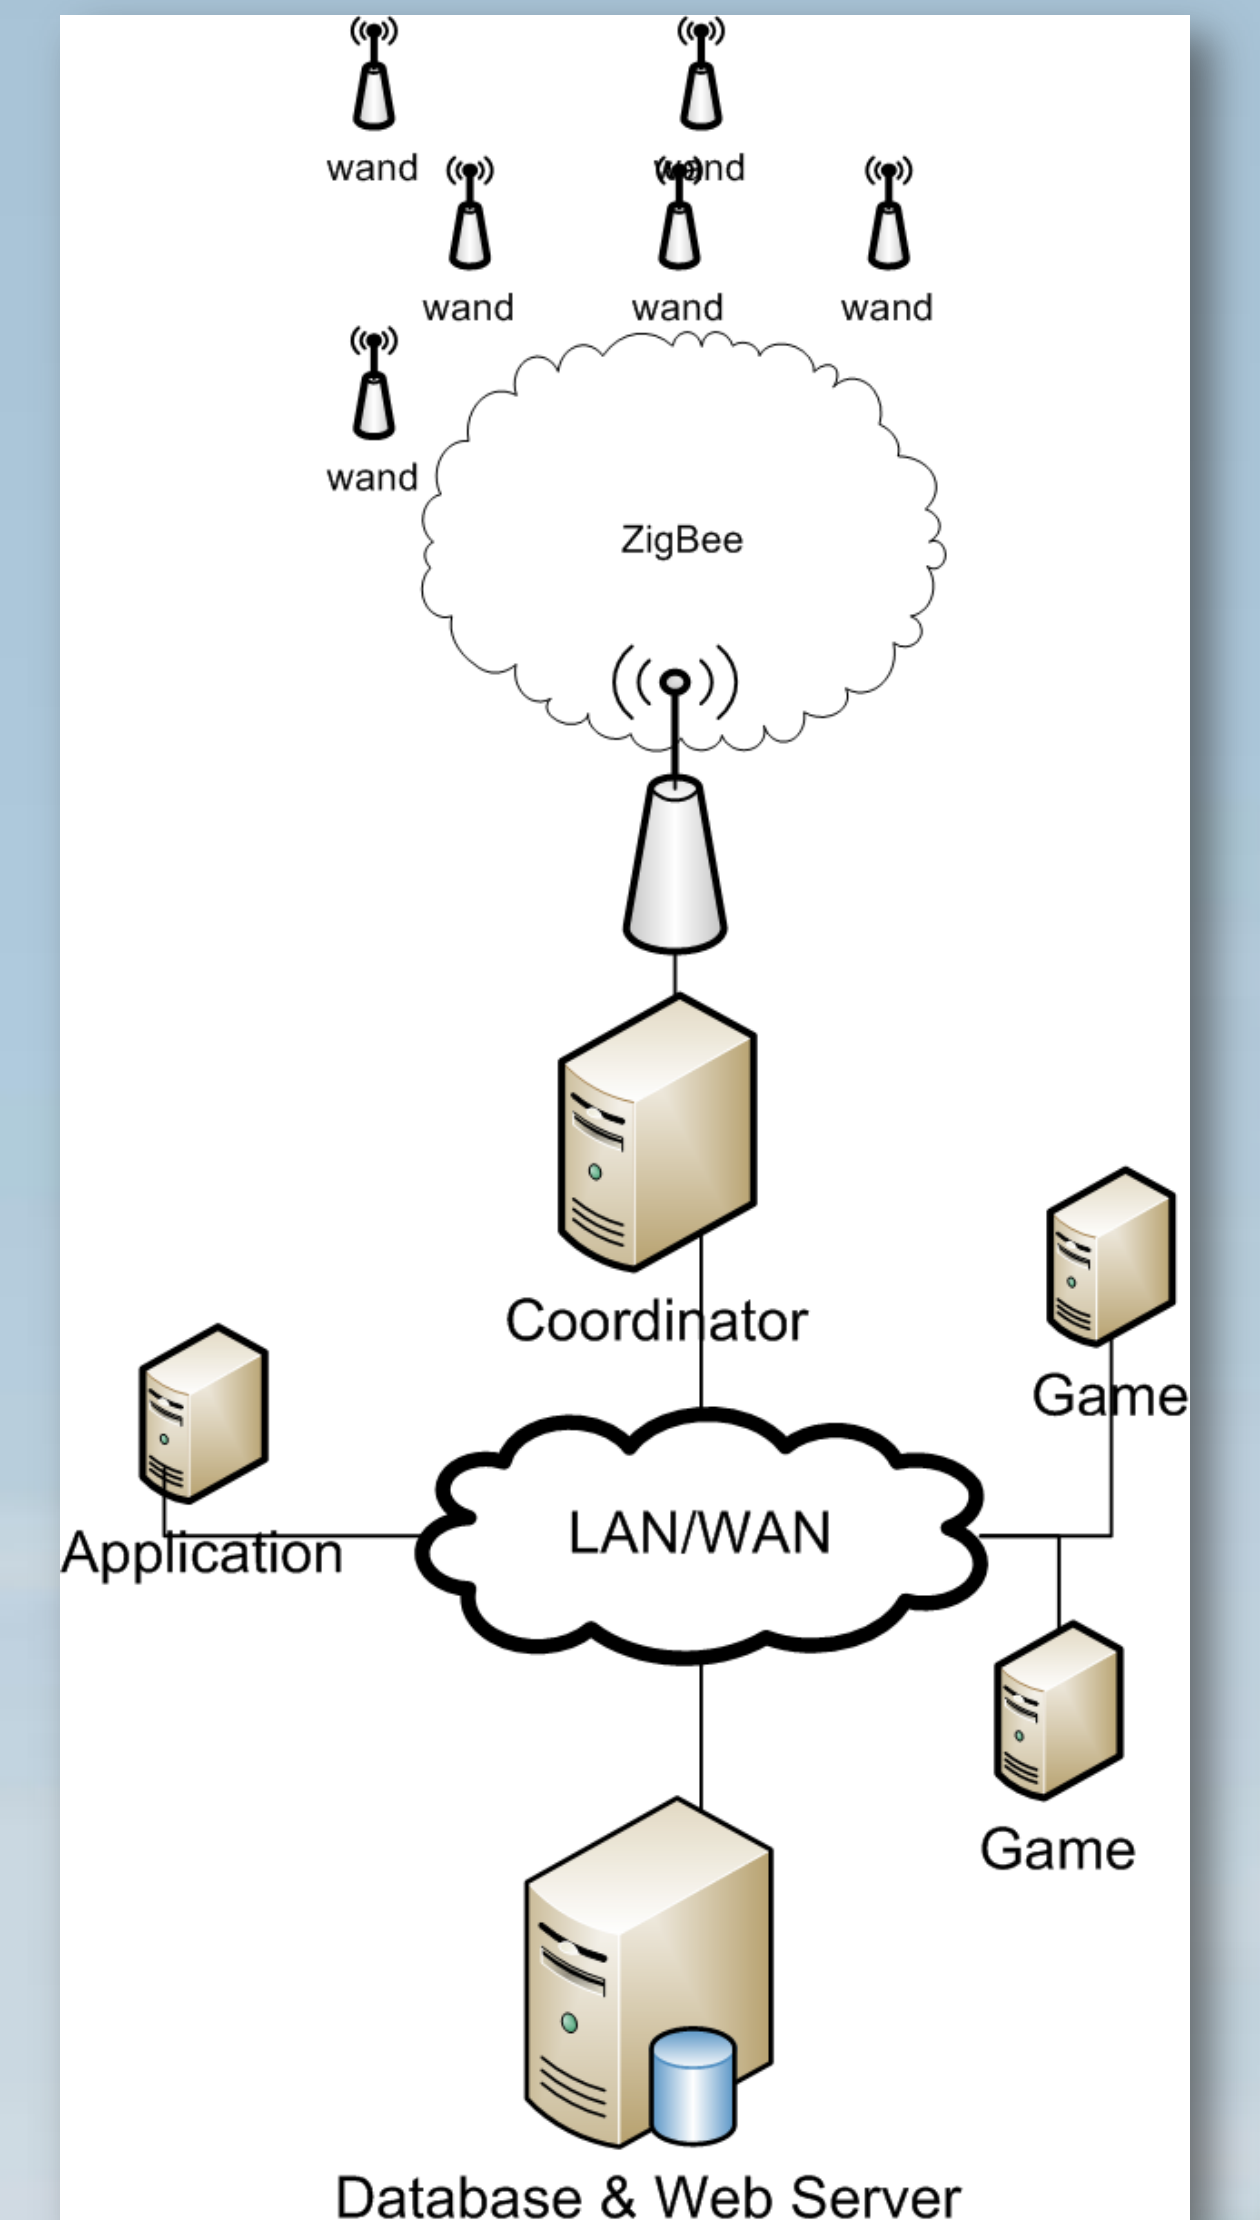 wand
wand
wand
wand
wand
wand
ZigBee
Coordinator
Game
Application
LAN/WAN
Game
Database & Web Server